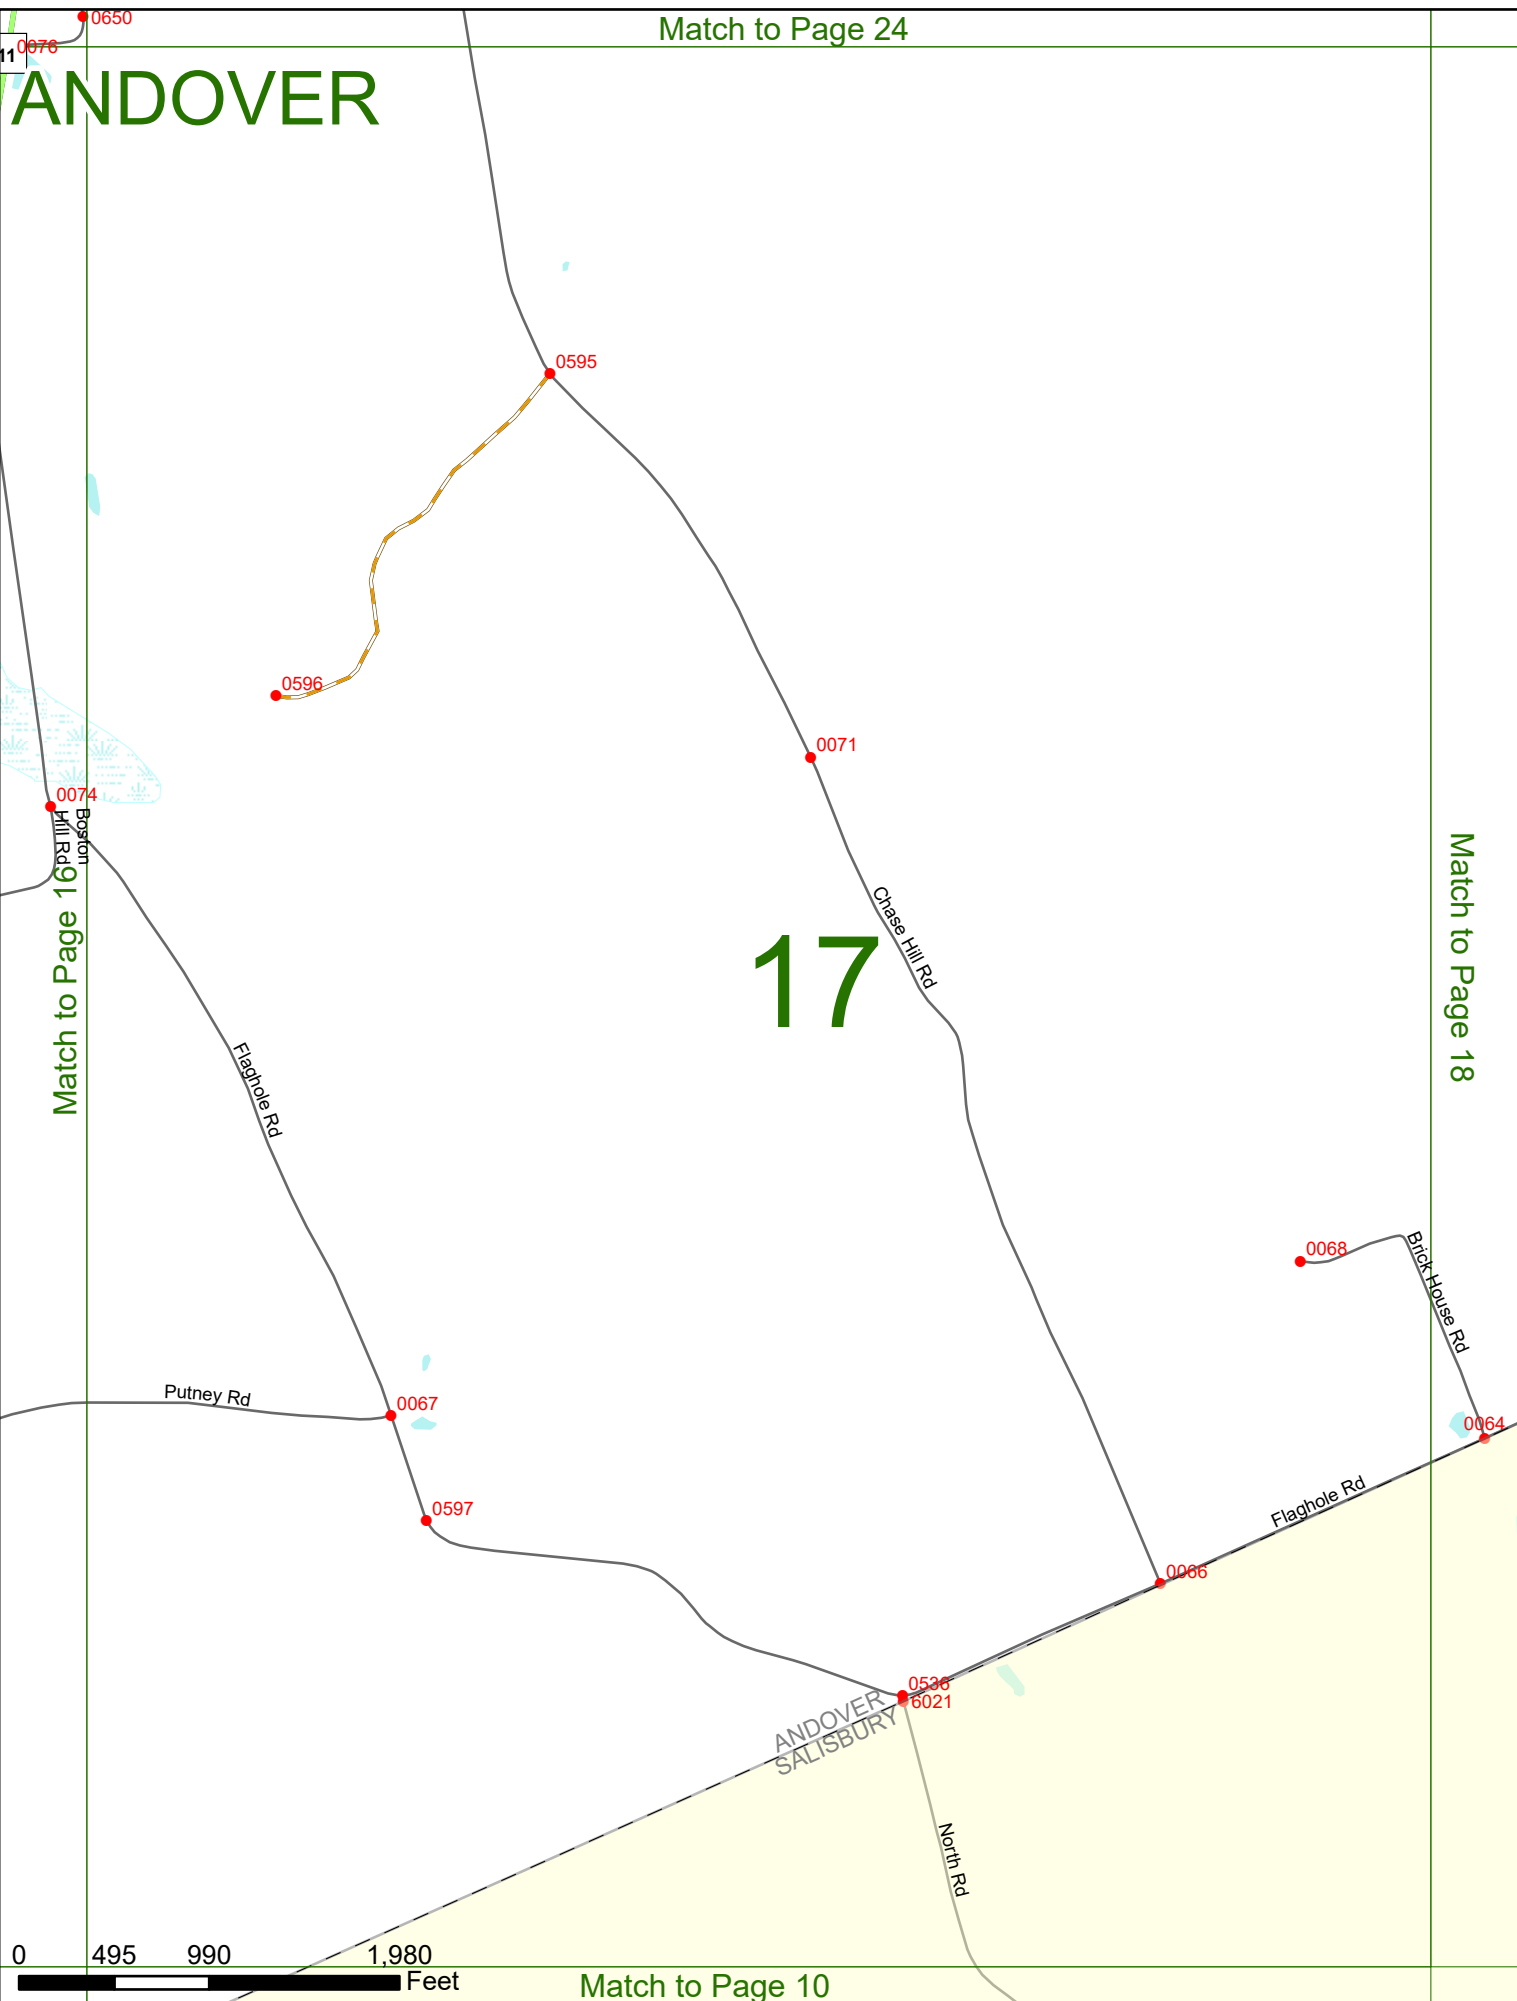 0650
Match to Page 24
11
0076
ANDOVER
0595
0596
0071
0074
Boston
Hill Rd
Match to Page 16
Match to Page 18
Chase Hill Rd
17
Flaghole Rd
0068
Brick House Rd
Putney Rd
0067
0064
Flaghole Rd
0597
0066
0536
6021
ANDOVER
SALISBURY
North Rd
0 495 990 1,980
Feet
Match to Page 10